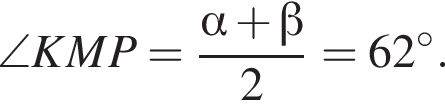 ∠KMP = (α + β)/2 = 62°.